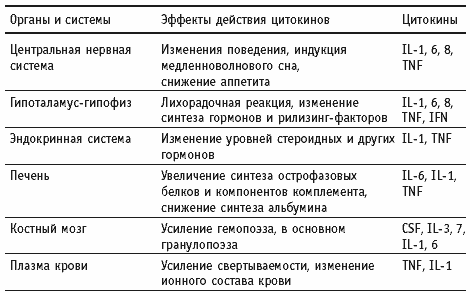 Органы и системы Эффекты действия цитокинов Цитокины
Центральная нервная Изменения поведения, индукция IL-1, 6, 8,
система медленноволнового сна, TNF
снижение аппетита
Гипоталамус-гипофиз Лихорадочная реакция, изменение IL-1, 6, 8,
синтеза гормонов и рилизинг-факторов TNF, IFN
Эндокринная система Изменение уровней стероидных и других IL-1, TNF
гормонов
Печень Увеличение синтеза острофазовых IL-6, IL-1,
белков и компонентов комплемента, TNF
снижение синтеза альбумина
Костный мозг Усиление гемопоэза, в основном CSF, IL-3, 7,
гранулопоэза IL-1, 6
Плазма крови Усиление свертываемости, изменение TNF, IL-1
ионного состава крови